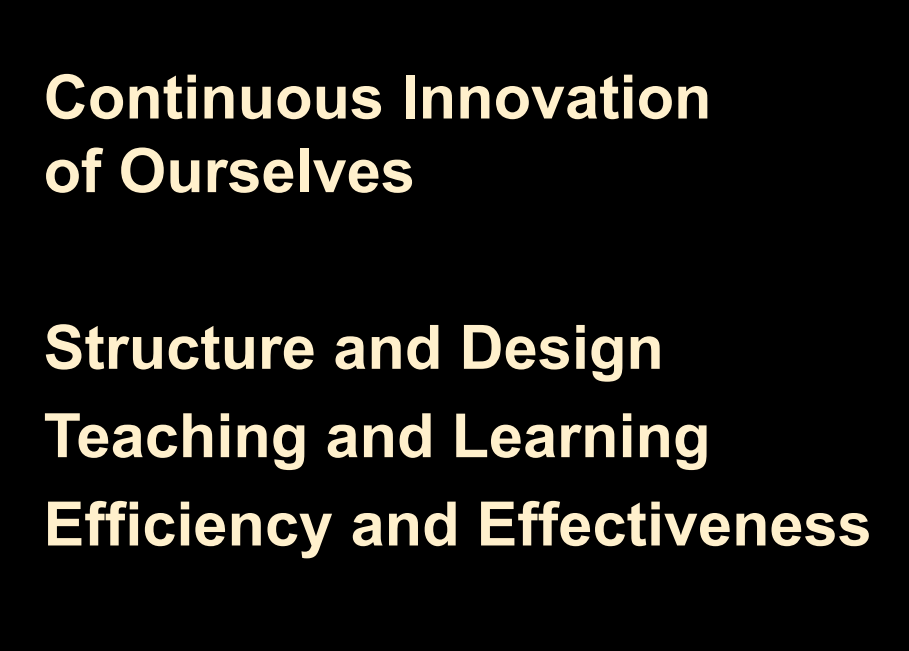 Continuous Innovation
of Ourselves
Structure and Design
Teaching and Learning
Efficiency and Effectiveness